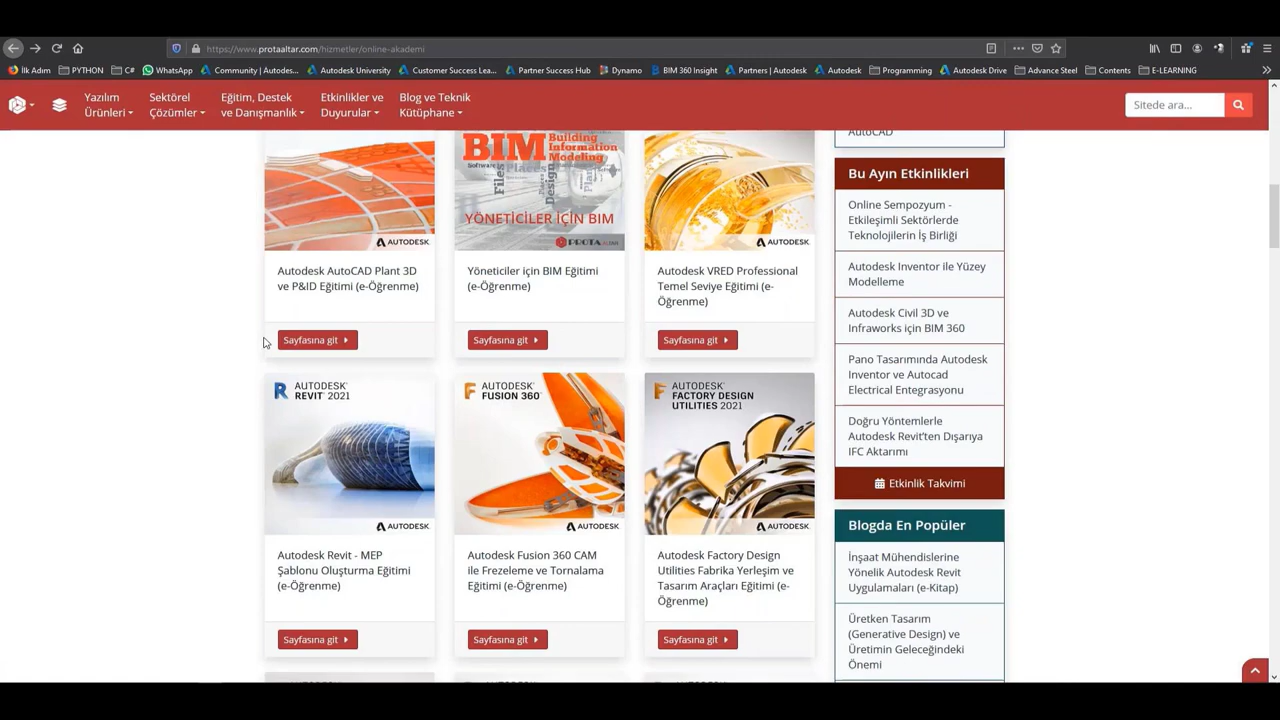 https://www.protaaltar.com/hizmetler/online-akademi
İlk Adım
PYTHON
C#
WhatsApp
Community | Autodes...
Autodesk University
Customer Success Lea...
Partner Success Hub
Dynamo
BIM 360 Insight
Partners | Autodesk
Autodesk
Programming
Autodesk Drive
Advance Steel
Contents
E-LEARNING
Yazılım
Ürünleri
Sektörel
Çözümler
Eğitim, Destek
ve Danışmanlık
Etkinlikler ve
Duyurular
Blog ve Teknik
Kütüphane
Sitede ara...
AUTODESK
Autodesk AutoCAD Plant 3D
ve P&ID Eğitimi (e-Öğrenme)
Sayfasına git
BIM Building
Information
Modeling
Software
Places
Files
Design
YÖNETİCİLER İÇİN BIM
PROTA ALTAR
Yöneticiler için BIM Eğitimi
(e-Öğrenme)
Sayfasına git
AUTODESK
Autodesk VRED Professional
Temel Seviye Eğitimi (e-
Öğrenme)
Sayfasına git
R AUTODESK
REVIT 2021
AUTODESK
Autodesk Revit - MEP
Şablonu Oluşturma Eğitimi
(e-Öğrenme)
Sayfasına git
F AUTODESK
FUSION 360
AUTODESK
Autodesk Fusion 360 CAM
ile Frezeleme ve Tornalama
Eğitimi (e-Öğrenme)
Sayfasına git
F AUTODESK
FACTORY DESIGN
UTILITIES 2021
AUTODESK
Autodesk Factory Design
Utilities Fabrika Yerleşim ve
Tasarım Araçları Eğitimi (e-
Öğrenme)
Sayfasına git
AutoCAD
Bu Ayın Etkinlikleri
Online Sempozyum -
Etkileşimli Sektörlerde
Teknolojilerin İş Birliği
Autodesk Inventor ile Yüzey
Modelleme
Autodesk Civil 3D ve
Infraworks için BIM 360
Pano Tasarımında Autodesk
Inventor ve Autocad
Electrical Entegrasyonu
Doğru Yöntemlerle
Autodesk Revit'ten Dışarıya
IFC Aktarımı
Etkinlik Takvimi
Blogda En Popüler
İnşaat Mühendislerine
Yönelik Autodesk Revit
Uygulamaları (e-Kitap)
Üretken Tasarım
(Generative Design) ve
Üretimin Geleceğindeki
Önemi